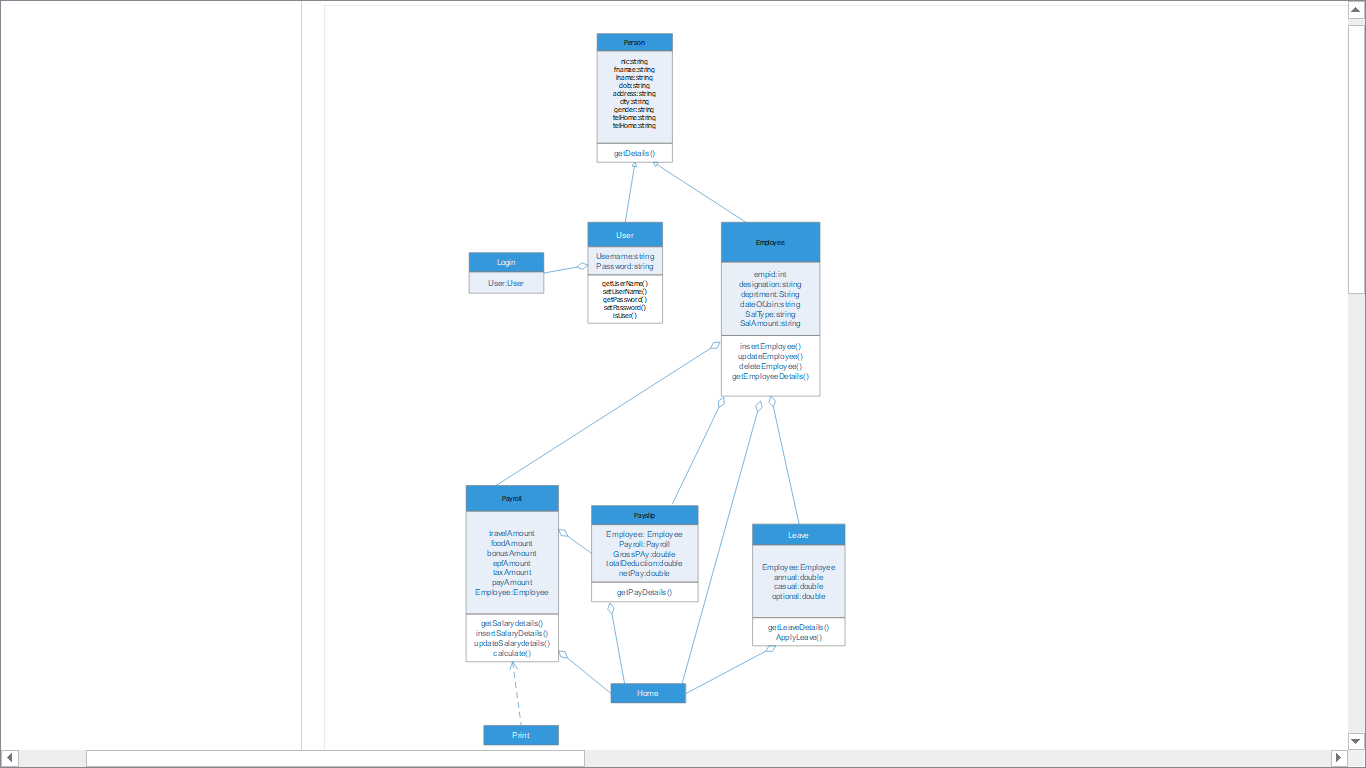 Person
nic:string
fnamae:string
lname:string
dob:string
address:string
city:string
gender:string
telHome:string
telHome:string
getDetails()
User
Username:string
Password:string
getUserName()
setUserName()
getPassword()
setPassword()
isUser()
Login
User:User
Employee
empid:int
designation:string
deprtment:String
dateOfJoin:string
SalType:string
SalAmount:string
insertEmployee()
updateEmployee()
deleteEmployee()
getEmployeeDetails()
Payroll
travelAmount
foodAmount
bonusAmount
epfAmount
taxAmount
payAmount
Employee:Employee
getSalarydetails()
insertSalaryDetails()
updateSalarydetails()
calculate()
Payslip
Employee: Employee
Payroll:Payroll
GrossPAy:double
totalDeduction:double
netPay:double
getPayDetails()
Leave
Employee:Employee
annual:double
casual:double
optional:double
getLeaveDetails()
ApplyLeave()
Home
Print